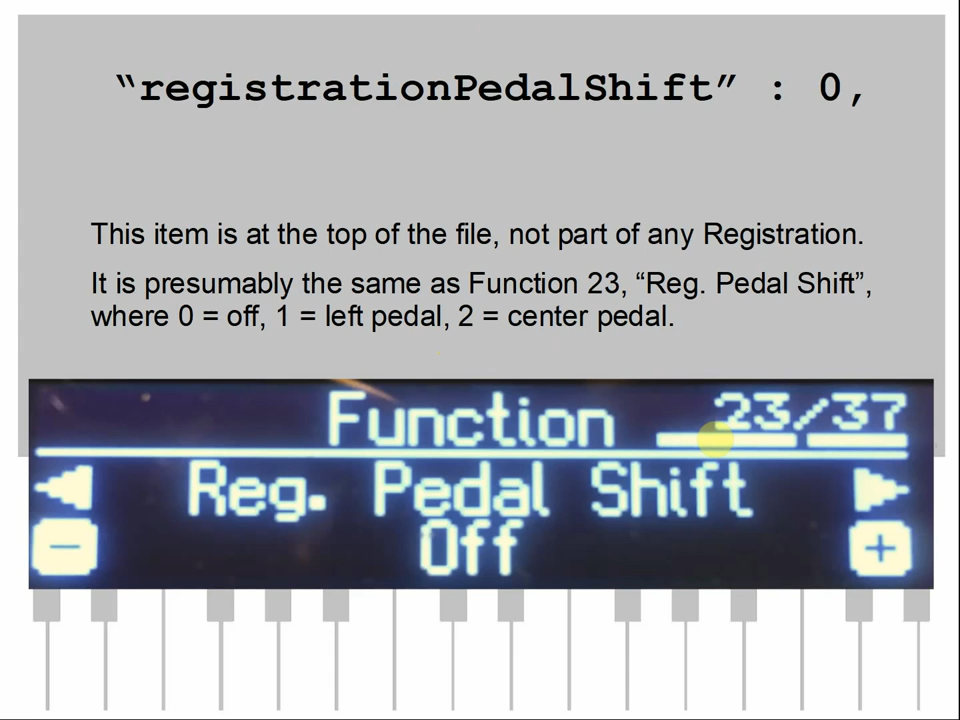 “registrationPedalShift” : 0,
This item is at the top of the file, not part of any Registration.
It is presumably the same as Function 23, “Reg. Pedal Shift”,
where 0 = off, 1 = left pedal, 2 = center pedal.
Function 23/37
Reg. Pedal Shift
- Off +